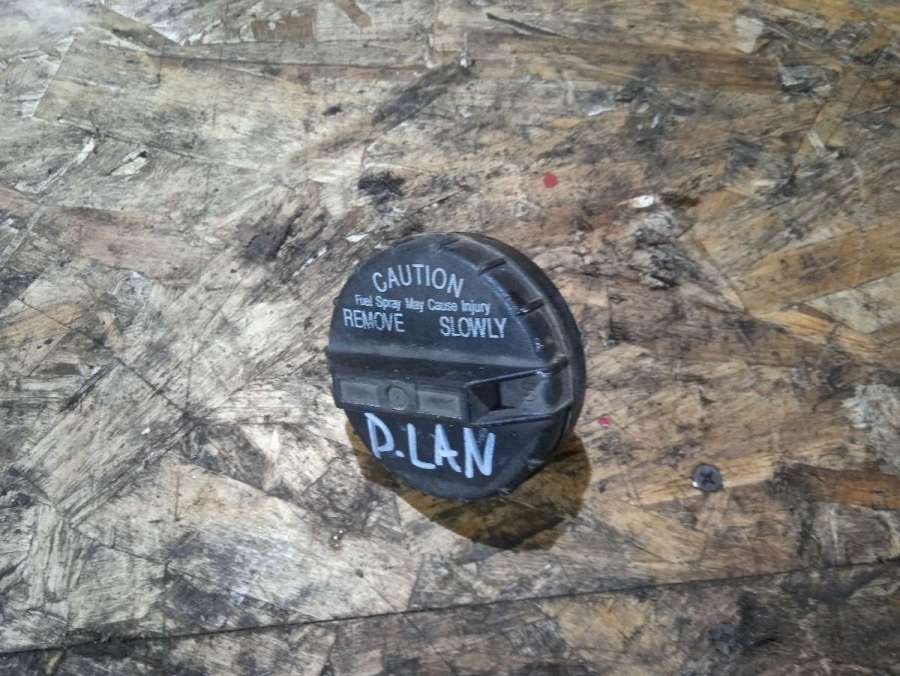 CAUTION
Fuel Spray May Cause Injury
REMOVE SLOWLY
D.LAN